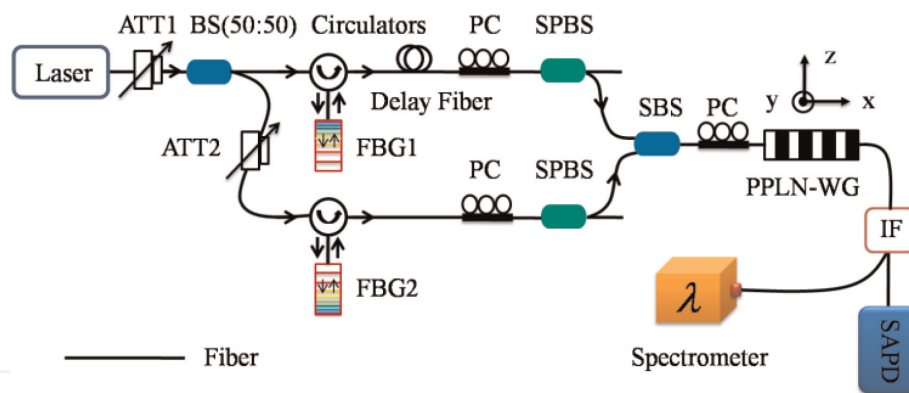 ATT1 BS(50:50) Circulators PC SPBS
Laser
Delay Fiber
z
y
x
SBS PC
ATT2
FBG1
PC SPBS
PPLN-WG
IF
FBG2
λ
SAPD
Fiber
Spectrometer